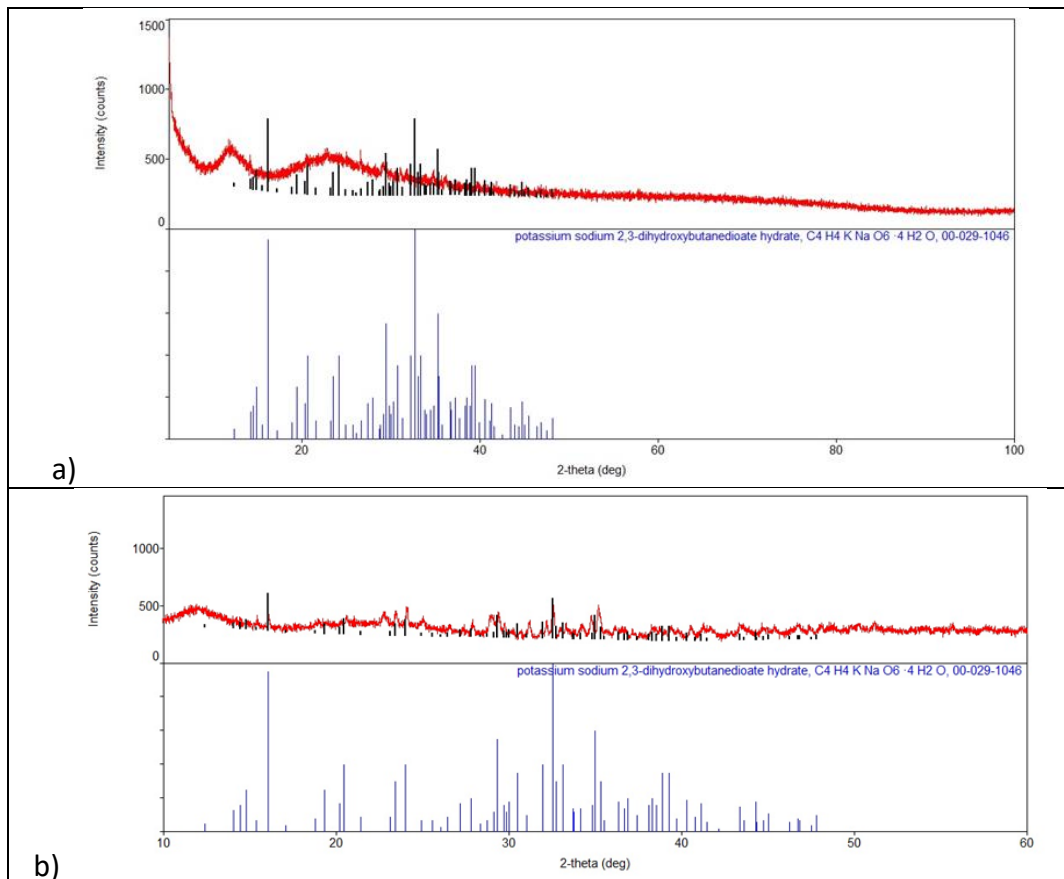 1500
1000
500
0
Intensity (counts)
potassium sodium 2,3-dihydroxybutanedioate hydrate, C4 H4 K Na O6 ·4 H2 O, 00-029-1046
20
40
60
80
100
2-theta (deg)
a)
1000
500
0
Intensity (counts)
potassium sodium 2,3-dihydroxybutanedioate hydrate, C4 H4 K Na O6 ·4 H2 O, 00-029-1046
10
20
30
40
50
60
2-theta (deg)
b)